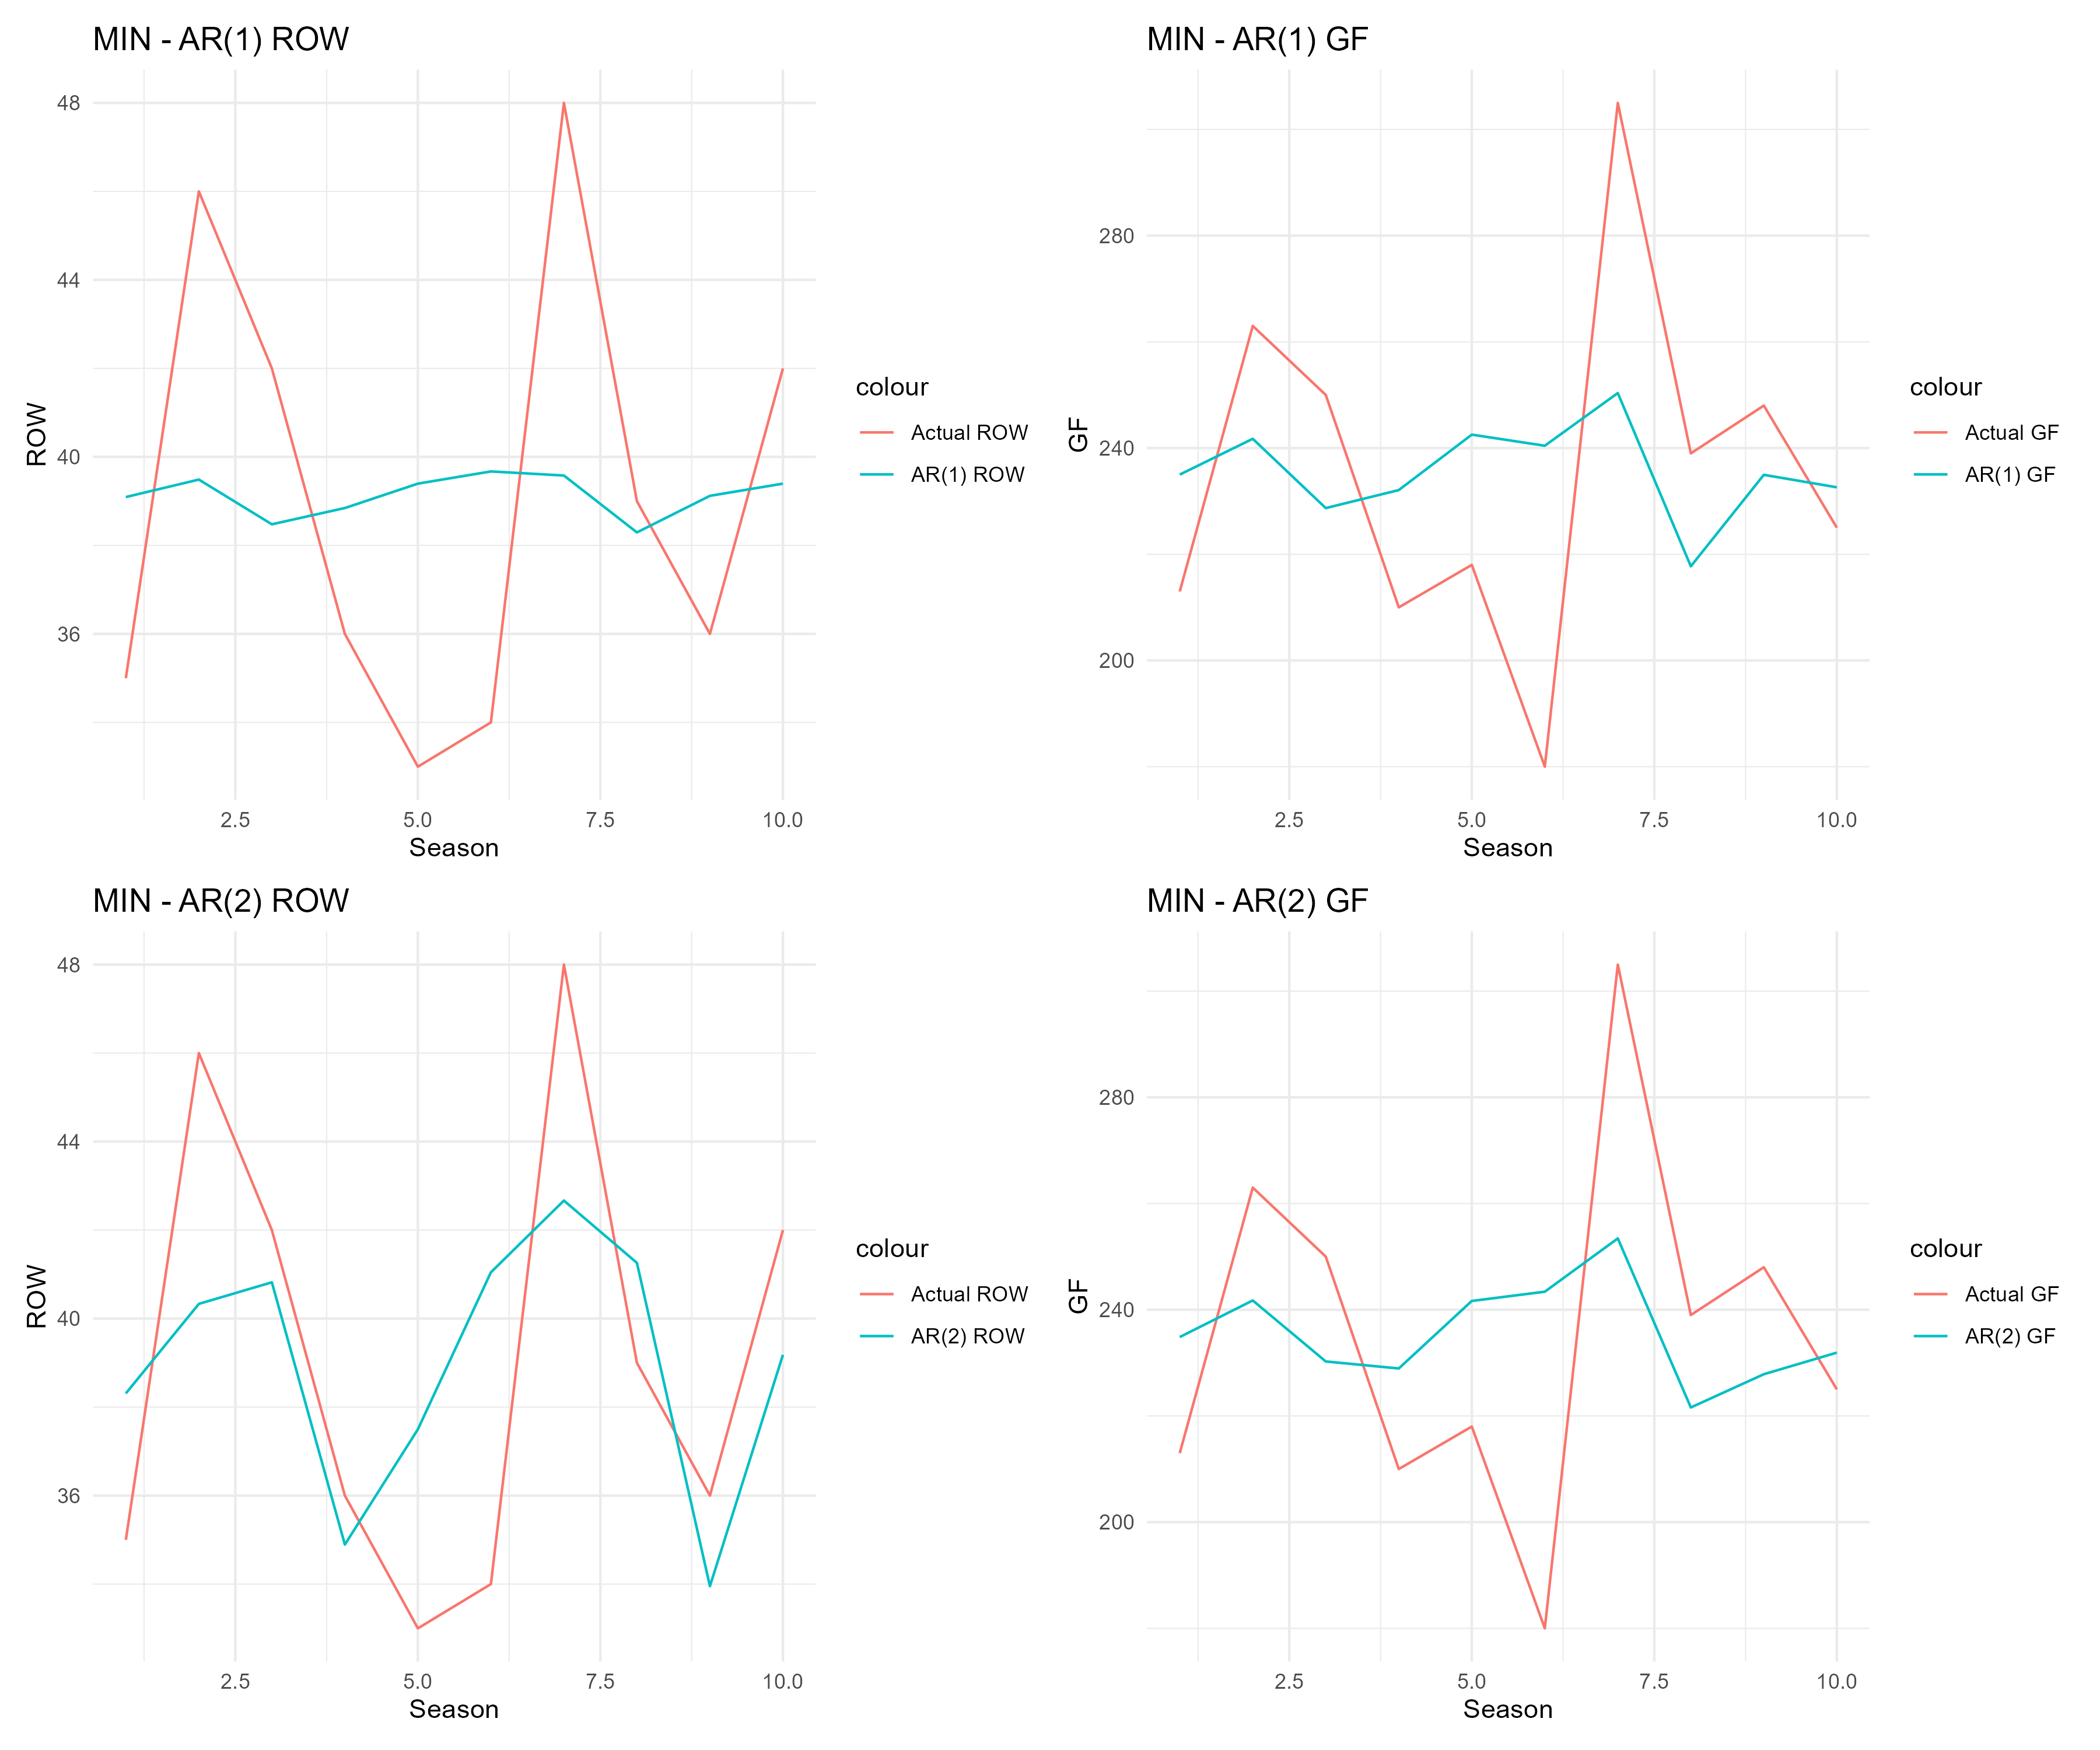 MIN - AR(1) ROW
48
44
40
36
ROW
2.5 5.0 7.5 10.0
Season
colour
Actual ROW
AR(1) ROW
MIN - AR(1) GF
280
240
200
GF
2.5 5.0 7.5 10.0
Season
colour
Actual GF
AR(1) GF
MIN - AR(2) ROW
48
44
40
36
ROW
2.5 5.0 7.5 10.0
Season
colour
Actual ROW
AR(2) ROW
MIN - AR(2) GF
280
240
200
GF
2.5 5.0 7.5 10.0
Season
colour
Actual GF
AR(2) GF